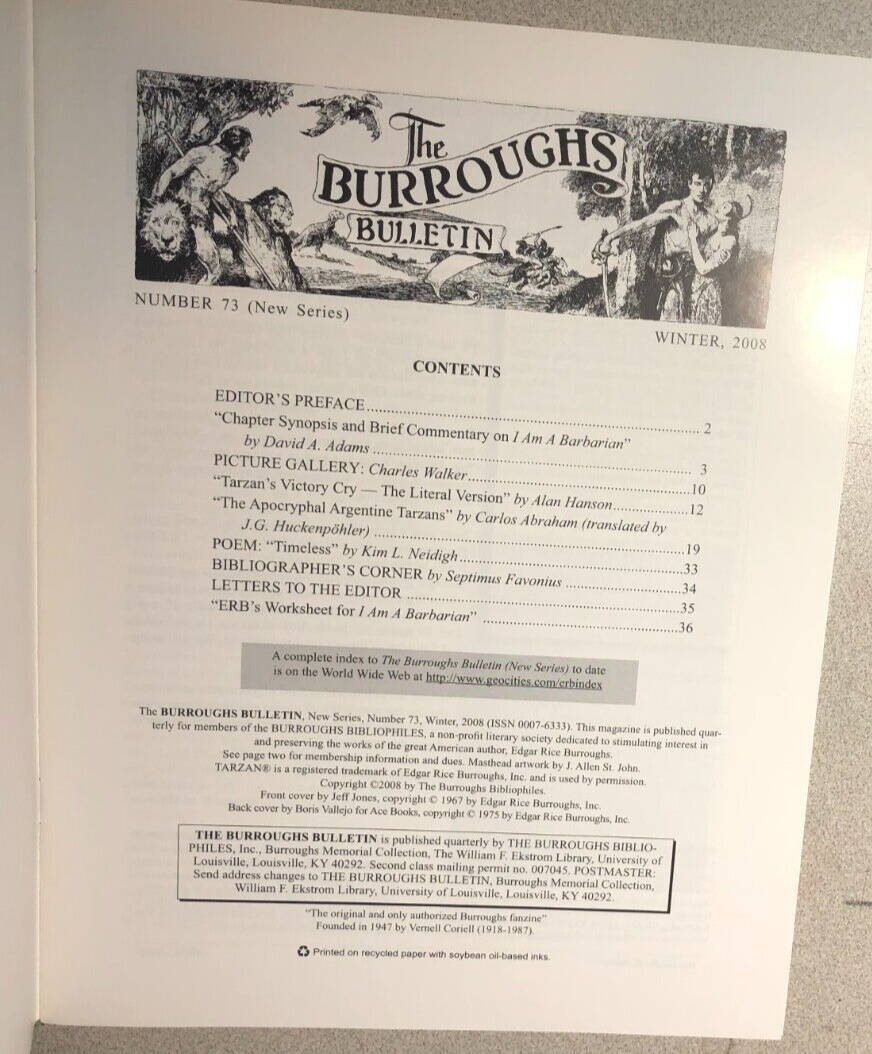 The
BURROUGHS
BULLETIN
NUMBER 73 (New Series)
WINTER, 2008
CONTENTS
EDITOR'S PREFACE.......... 2
"Chapter Synopsis and Brief Commentary on I Am A Barbarian"
by David A. Adams .......... 3
PICTURE GALLERY: Charles Walker..........10
"Tarzan's Victory Cry — The Literal Version" by Alan Hanson..........12
"The Apocryphal Argentine Tarzans" by Carlos Abraham (translated by
J.G. Huckenpöhler) ..........19
POEM: "Timeless" by Kim L. Neidigh..........33
BIBLIOGRAPHER'S CORNER by Septimus Favonius ..........34
LETTERS TO THE EDITOR ..........35
"ERB's Worksheet for I Am A Barbarian" ..........36
A complete index to The Burroughs Bulletin (New Series) to date
is on the World Wide Web at http://www.geocities.com/erbindex
The BURROUGHS BULLETIN, New Series, Number 73, Winter, 2008 (ISSN 0007-6333). This magazine is published quar-
terly for members of the BURROUGHS BIBLIOPHILES, a non-profit literary society dedicated to stimulating interest in
and preserving the works of the great American author, Edgar Rice Burroughs.
See page two for membership information and dues. Masthead artwork by J. Allen St. John.
TARZAN® is a registered trademark of Edgar Rice Burroughs, Inc. and is used by permission.
Copyright ©2008 by The Burroughs Bibliophiles.
Front cover by Jeff Jones, copyright © 1967 by Edgar Rice Burroughs, Inc.
Back cover by Boris Vallejo for Ace Books, copyright © 1975 by Edgar Rice Burroughs, Inc.
THE BURROUGHS BULLETIN is published quarterly by THE BURROUGHS BIBLIO-
PHILES, Inc., Burroughs Memorial Collection, The William F. Ekstrom Library, University of
Louisville, Louisville, KY 40292. Second class mailing permit no. 007045. POSTMASTER:
Send address changes to THE BURROUGHS BULLETIN, Burroughs Memorial Collection,
William F. Ekstrom Library, University of Louisville, Louisville, KY 40292.
"The original and only authorized Burroughs fanzine"
Founded in 1947 by Vernell Coriell (1918-1987).
Printed on recycled paper with soybean oil-based inks.